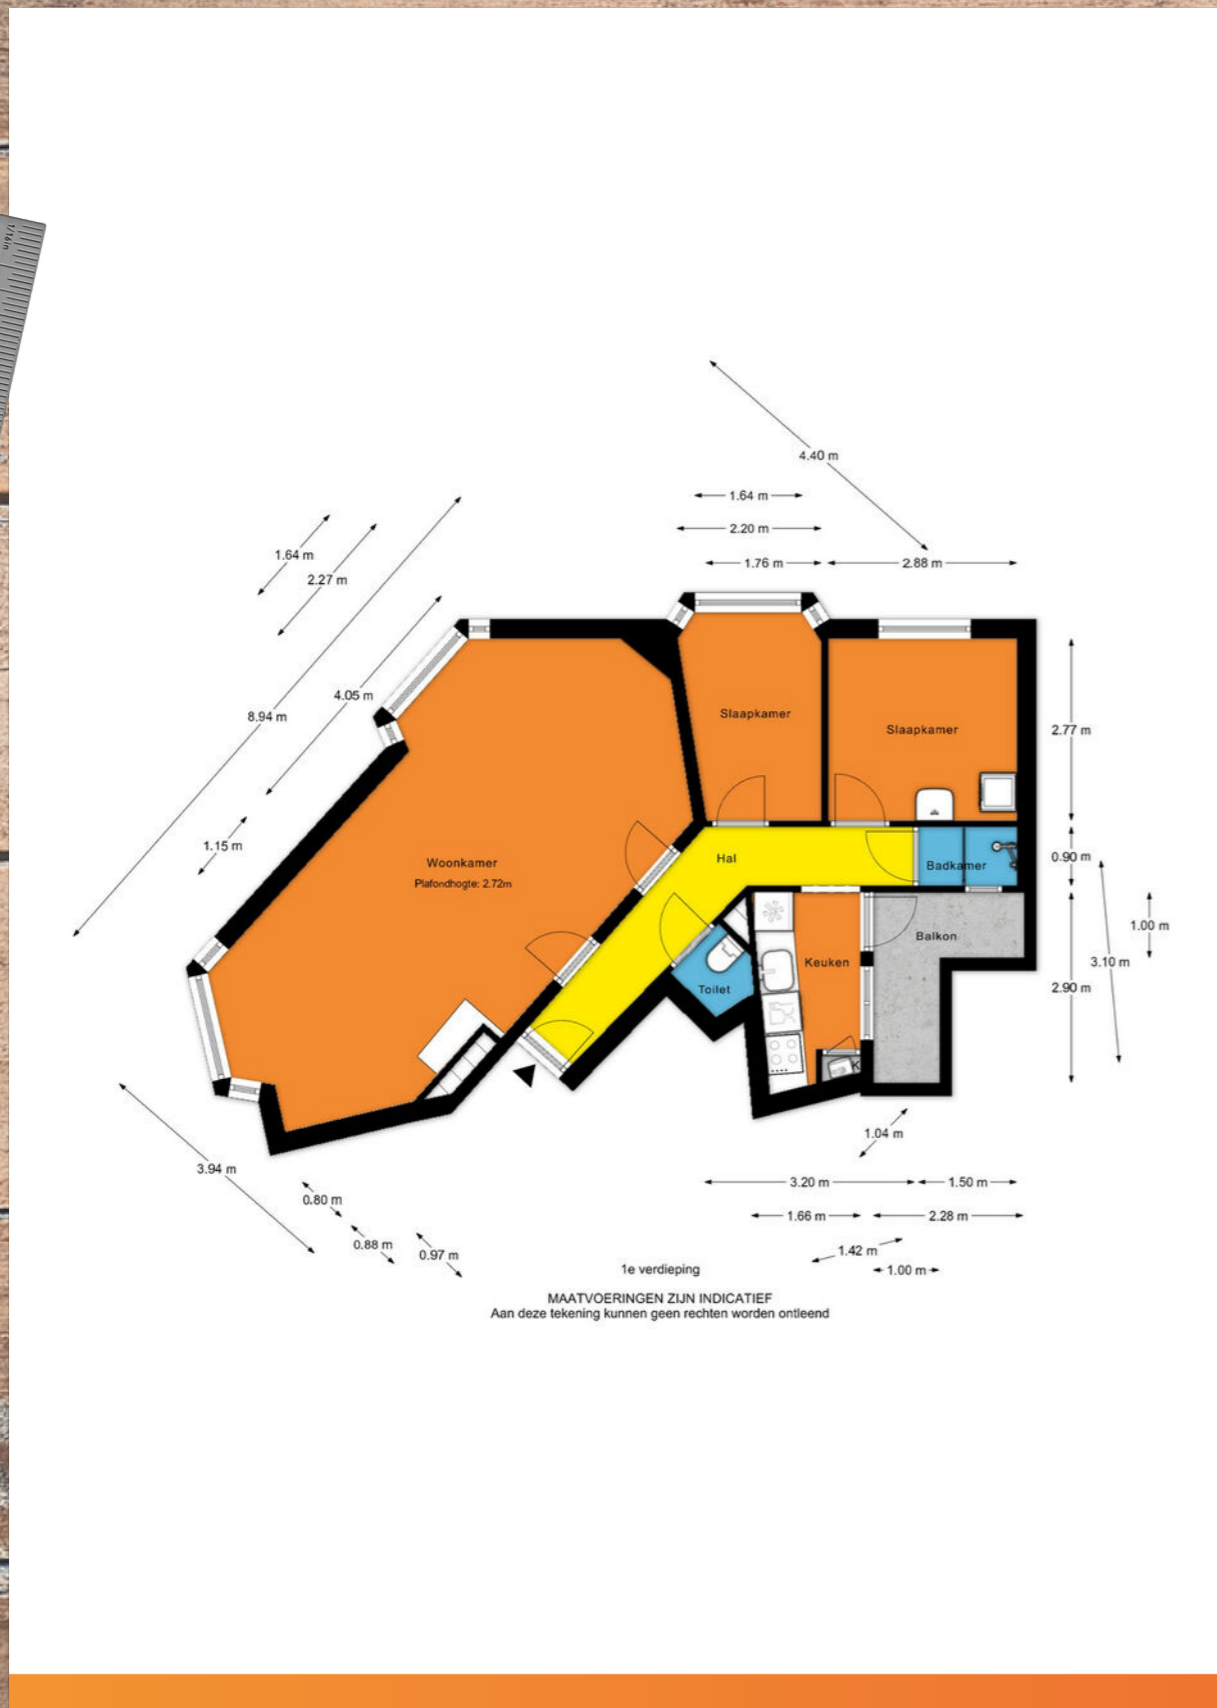 1/16in
4.40 m
1.64 m
2.20 m
1.76 m
2.88 m
1.64 m
2.27 m
4.05 m
8.94 m
1.15 m
Slaapkamer
Slaapkamer
2.77 m
Woonkamer
Plafondhogte: 2.72m
Hal
Badkamer
0.90 m
Balkon
1.00 m
Keuken
3.10 m
Toilet
2.90 m
K
1.04 m
3.94 m
3.20 m
1.50 m
0.80 m
1.66 m
2.28 m
0.88 m
0.97 m
1.42 m
1.00 m
1e verdieping
MAATVOERINGEN ZIJN INDICATIEF
Aan deze tekening kunnen geen rechten worden ontleend